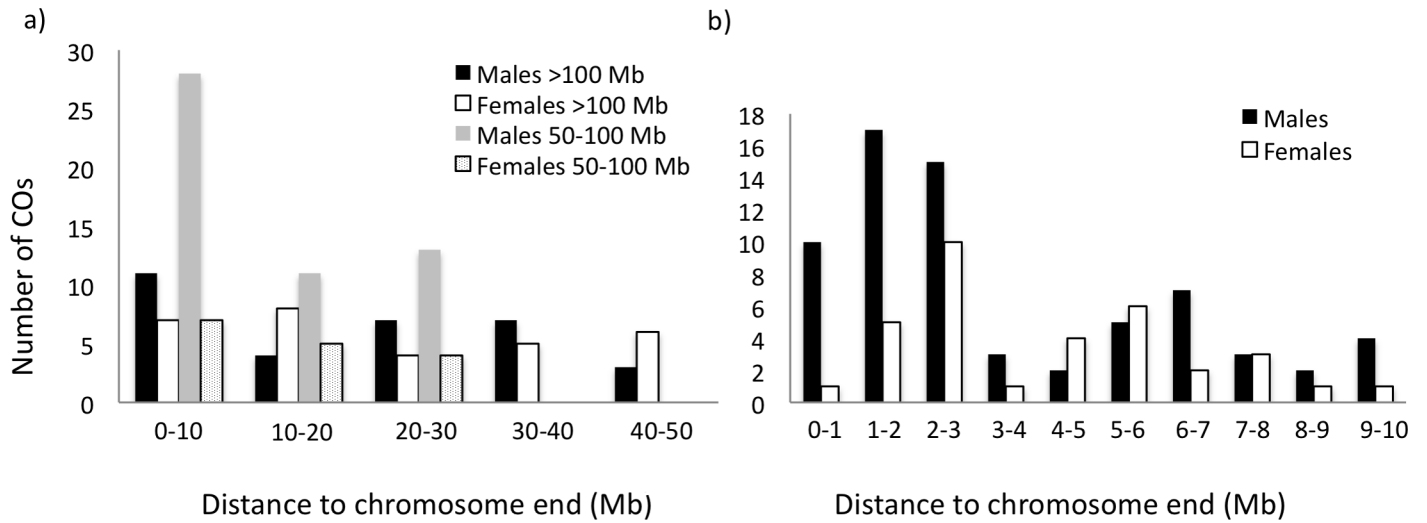 a)
30
25
20
15
10
5
0
Number of COs
Males >100 Mb
Females >100 Mb
Males 50-100 Mb
Females 50-100 Mb
0-10 10-20 20-30 30-40 40-50
Distance to chromosome end (Mb)
b)
18
16
14
12
10
8
6
4
2
0
Males
Females
0-1 1-2 2-3 3-4 4-5 5-6 6-7 7-8 8-9 9-10
Distance to chromosome end (Mb)